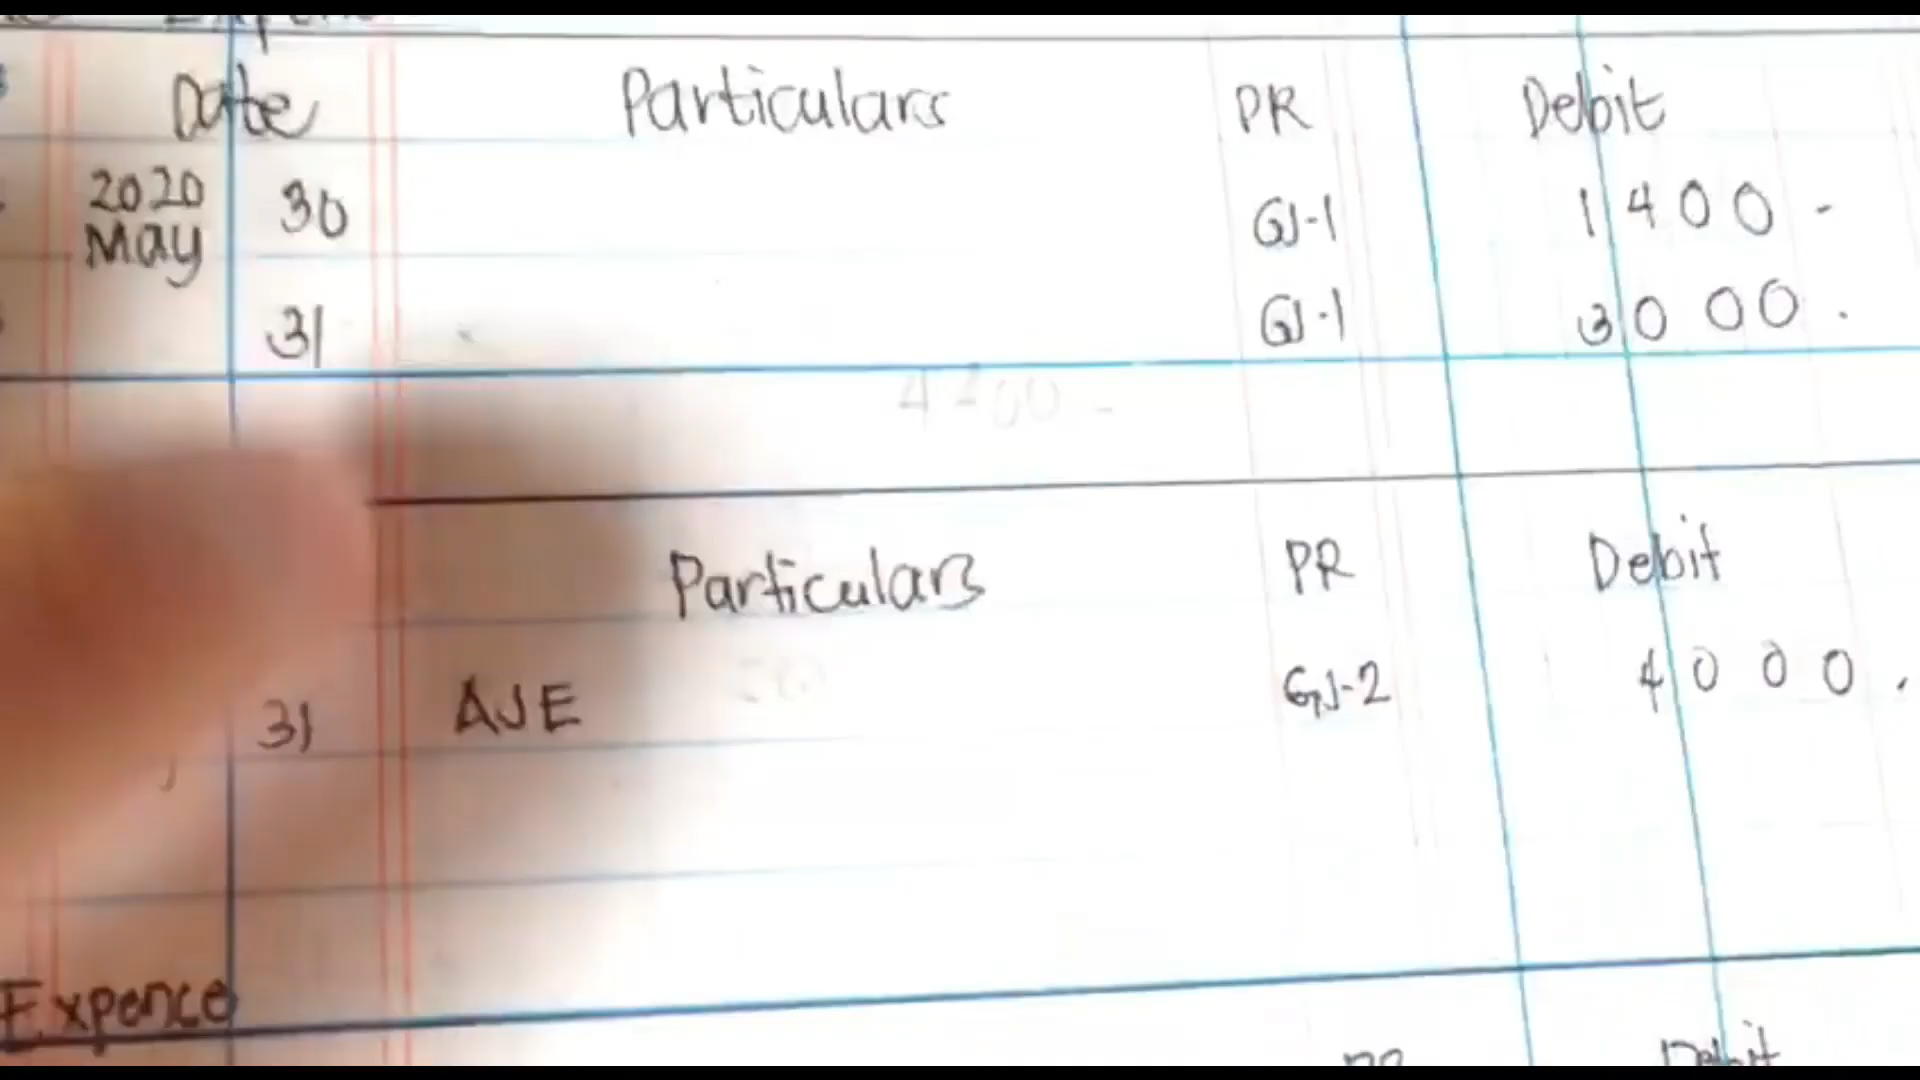 Date Particulars PR Debit
2020
May 30 GJ-1 1400 -
31 GJ-1 3000 .
4400 -
Particulars PR Debit
31 AJE GJ-2 4000 .
Expence
Debit